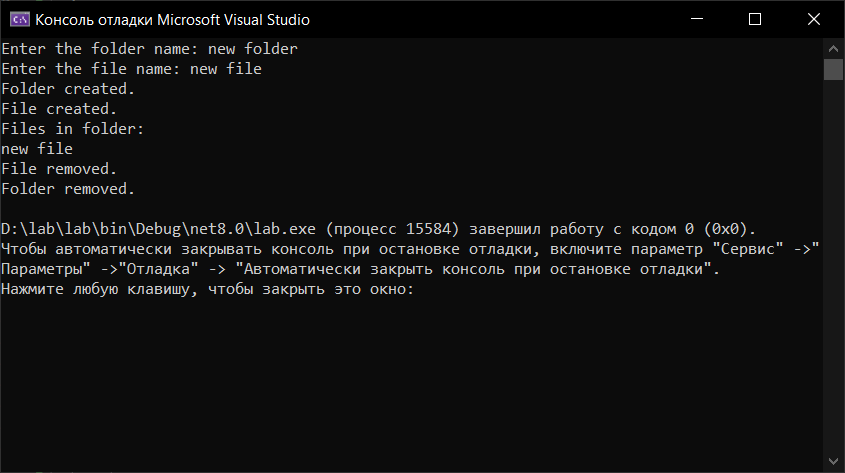 Консоль отладки Microsoft Visual Studio
Enter the folder name: new folder
Enter the file name: new file
Folder created.
File created.
Files in folder:
new file
File removed.
Folder removed.
D:\lab\lab\bin\Debug\net8.0\lab.exe (процесс 15584) завершил работу с кодом 0 (0x0).
Чтобы автоматически закрывать консоль при остановке отладки, включите параметр "Сервис" ->"
Параметры" ->"Отладка" -> "Автоматически закрыть консоль при остановке отладки".
Нажмите любую клавишу, чтобы закрыть это окно: